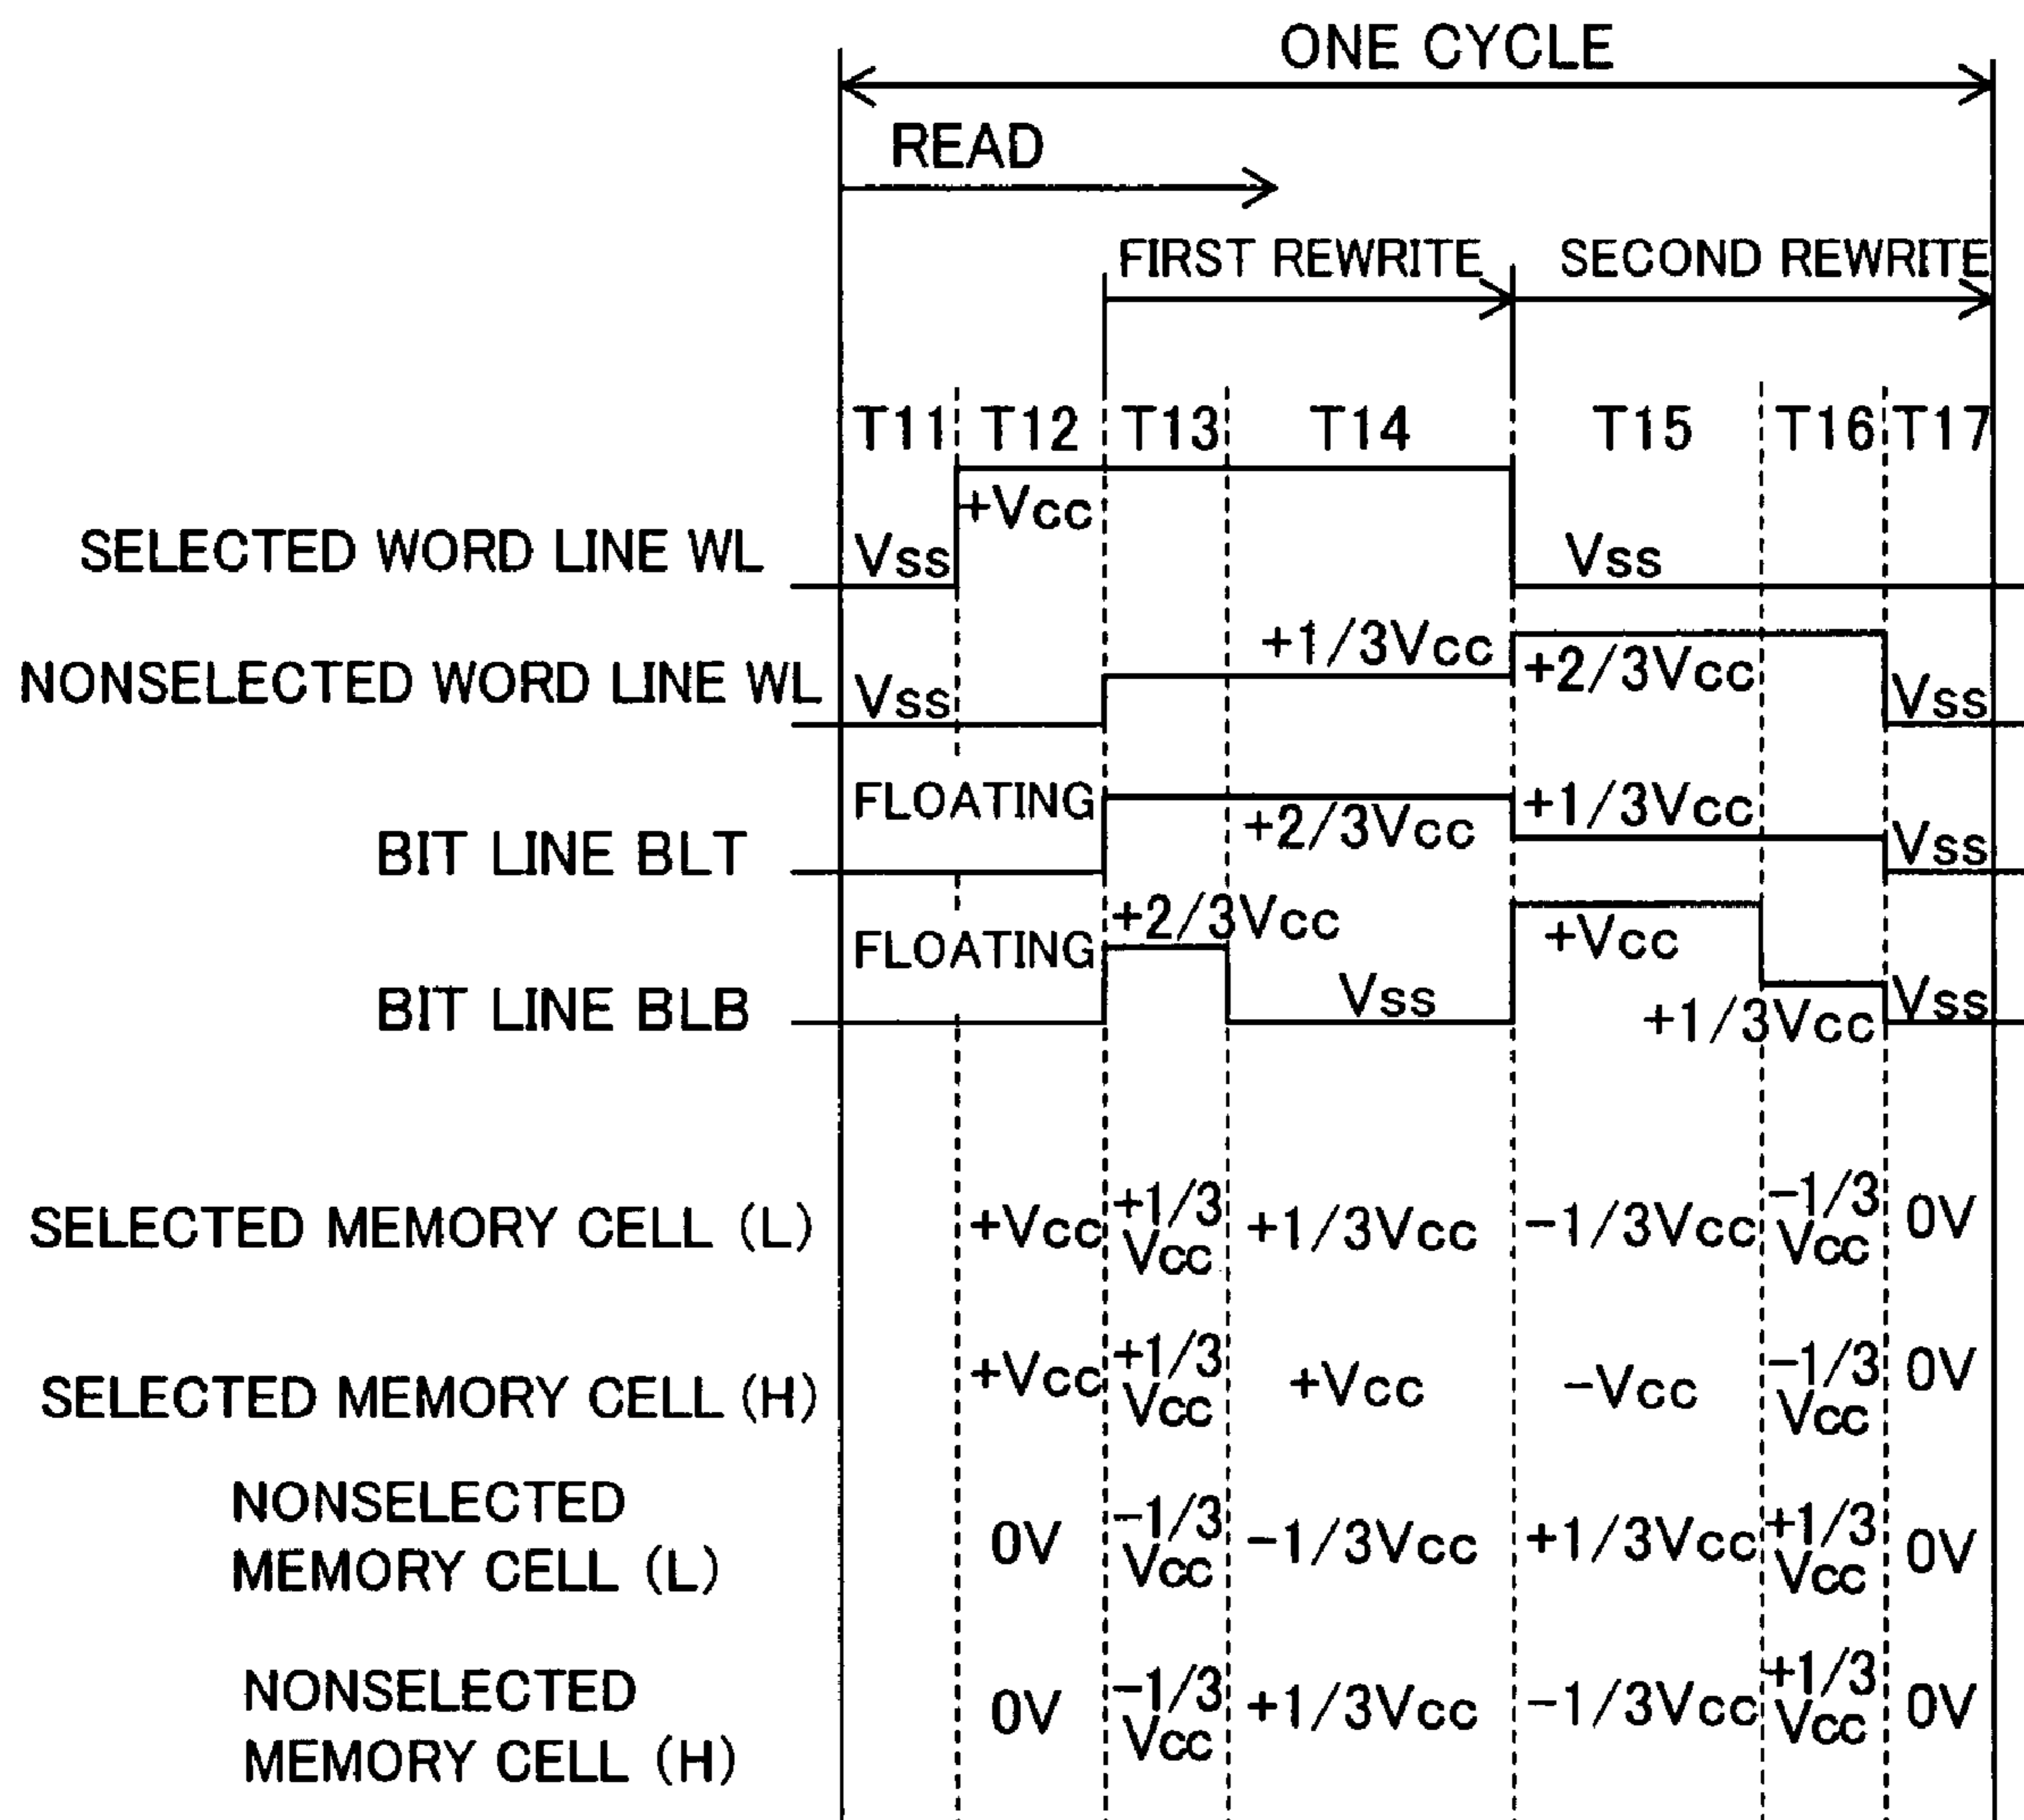 ONE CYCLE
READ
FIRST REWRITE SECOND REWRITE
T11 T12 T13 T14 T15 T16 T17
SELECTED WORD LINE WL Vss +Vcc Vss
NONSELECTED WORD LINE WL Vss +1/3Vcc +2/3Vcc Vss
BIT LINE BLT FLOATING +2/3Vcc +1/3Vcc Vss
BIT LINE BLB FLOATING +2/3Vcc Vss +Vcc +1/3Vcc Vss
SELECTED MEMORY CELL (L) +Vcc +1/3 Vcc +1/3Vcc -1/3Vcc -1/3 Vcc 0V
SELECTED MEMORY CELL (H) +Vcc +1/3 Vcc +Vcc -Vcc -1/3 Vcc 0V
NONSELECTED
MEMORY CELL (L) 0V -1/3 Vcc -1/3Vcc +1/3Vcc +1/3 Vcc 0V
NONSELECTED
MEMORY CELL (H) 0V -1/3 Vcc +1/3Vcc -1/3Vcc +1/3 Vcc 0V